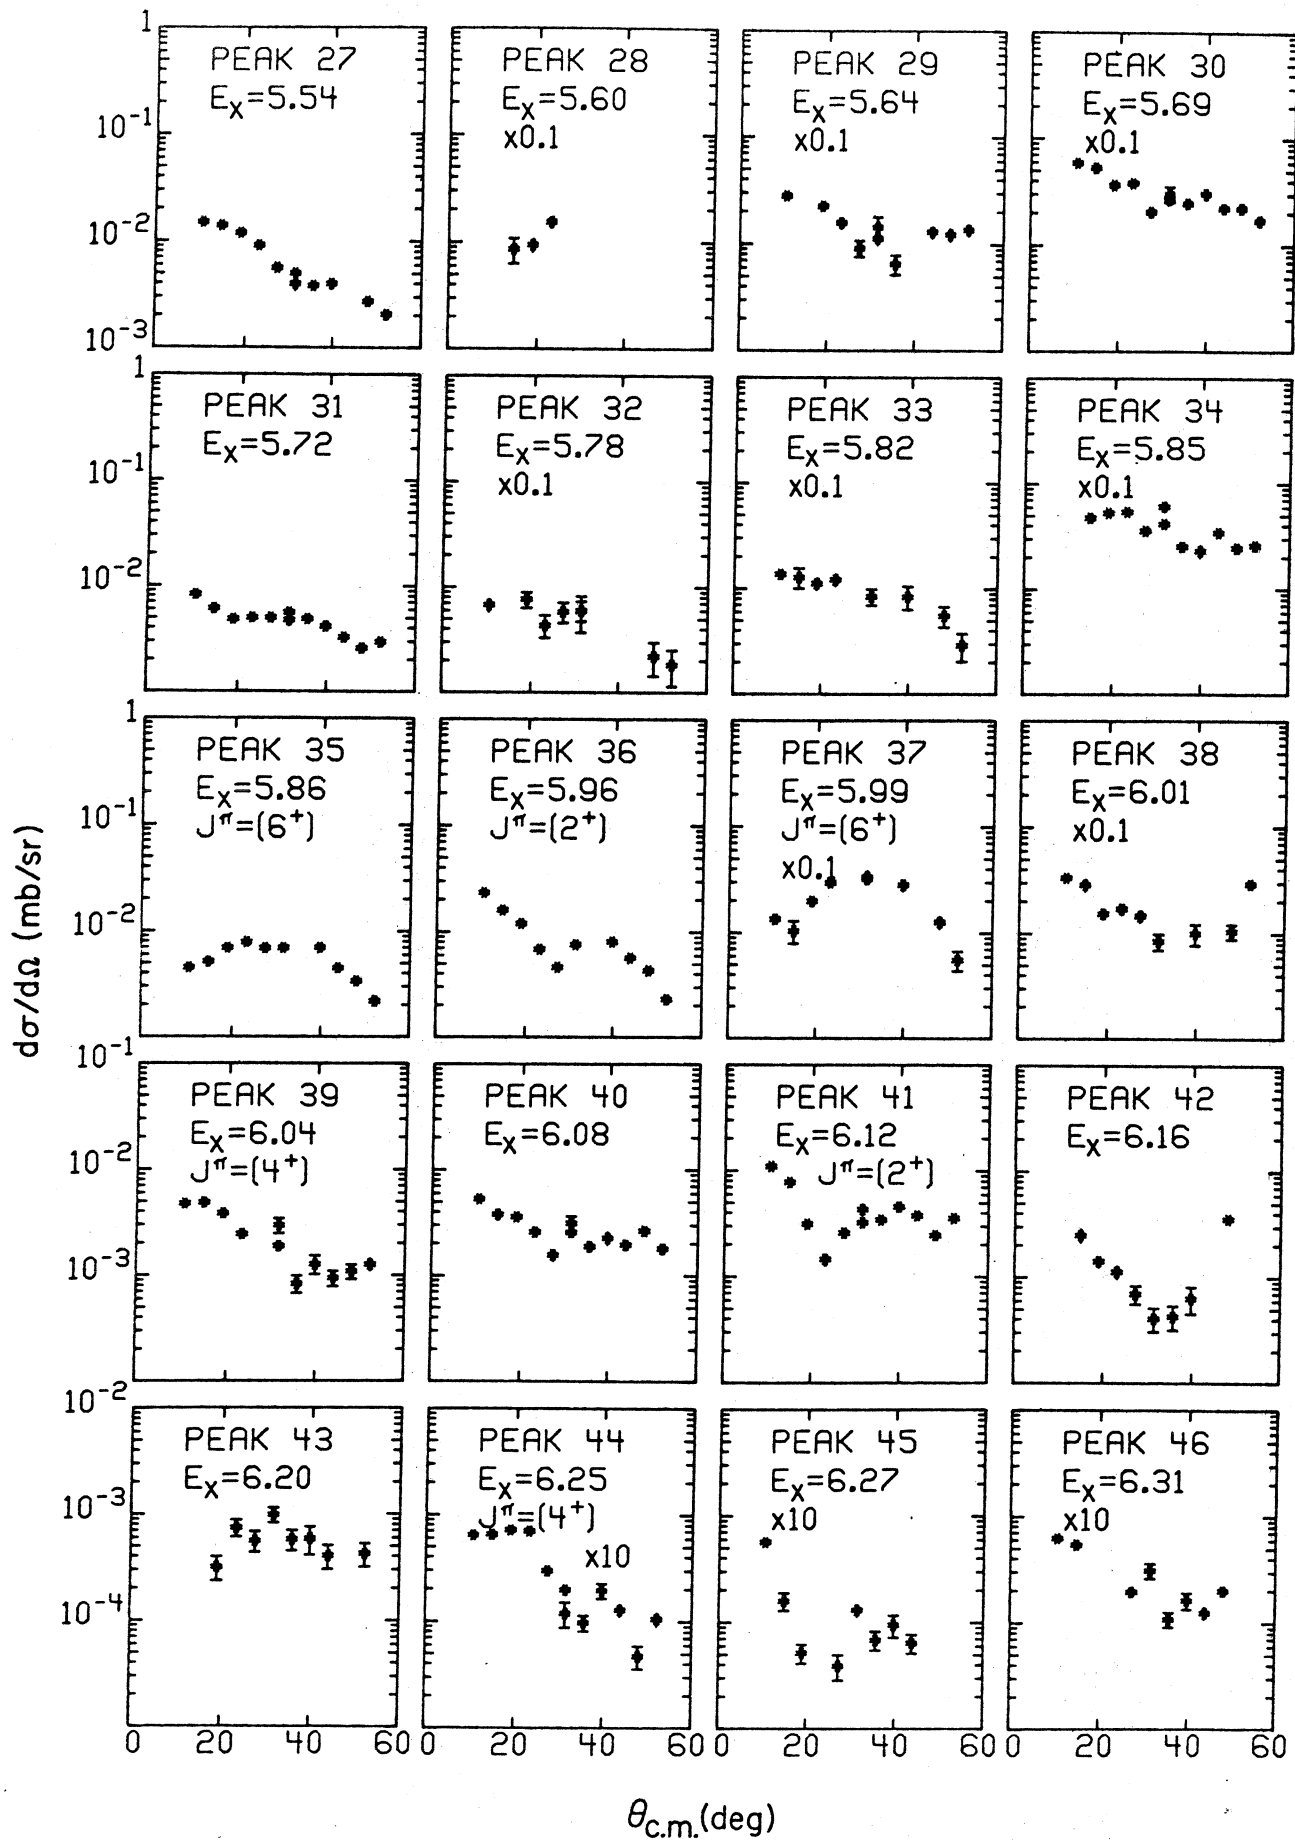 1
10⁻¹
10⁻²
10⁻³
PEAK 27
Eₓ=5.54
PEAK 28
Eₓ=5.60
x0.1
PEAK 29
Eₓ=5.64
x0.1
PEAK 30
Eₓ=5.69
x0.1
1
10⁻¹
10⁻²
PEAK 31
Eₓ=5.72
PEAK 32
Eₓ=5.78
x0.1
PEAK 33
Eₓ=5.82
x0.1
PEAK 34
Eₓ=5.85
x0.1
dσ/dΩ (mb/sr)
1
10⁻¹
10⁻²
PEAK 35
Eₓ=5.86
Jπ=(6⁺)
PEAK 36
Eₓ=5.96
Jπ=(2⁺)
PEAK 37
Eₓ=5.99
Jπ=(6⁺)
x0.1
PEAK 38
Eₓ=6.01
x0.1
10⁻¹
10⁻²
10⁻³
PEAK 39
Eₓ=6.04
Jπ=(4⁺)
PEAK 40
Eₓ=6.08
PEAK 41
Eₓ=6.12
Jπ=(2⁺)
PEAK 42
Eₓ=6.16
10⁻²
10⁻³
10⁻⁴
PEAK 43
Eₓ=6.20
PEAK 44
Eₓ=6.25
Jπ=(4⁺)
x10
PEAK 45
Eₓ=6.27
x10
PEAK 46
Eₓ=6.31
x10
0 20 40 0 20 40 60 20 40 0 20 40 60
θc.m.(deg)